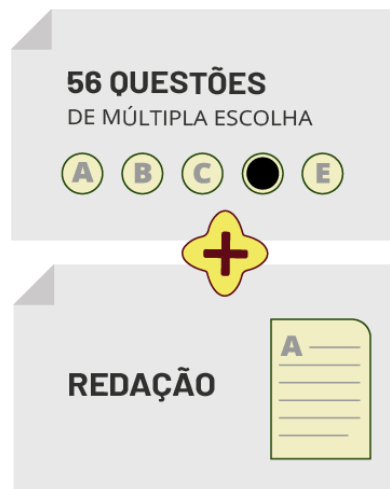 56 QUESTÕES
DE MÚLTIPLA ESCOLHA
A B C E
REDAÇÃO
A